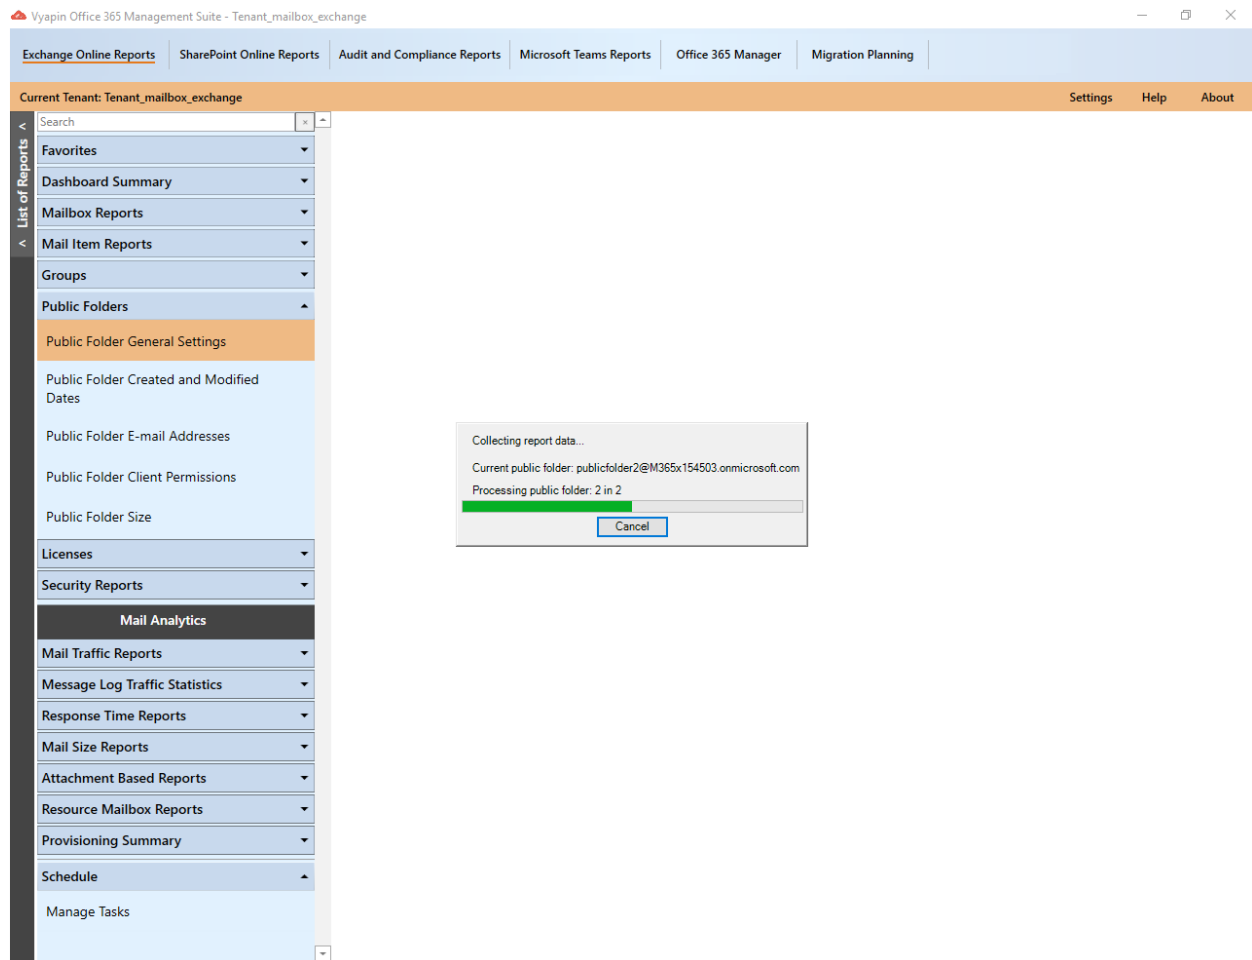 Vyapin Office 365 Management Suite - Tenant_mailbox_exchange
Exchange Online Reports
SharePoint Online Reports
Audit and Compliance Reports
Microsoft Teams Reports
Office 365 Manager
Migration Planning
Current Tenant: Tenant_mailbox_exchange
Settings
Help
About
< List of Reports <
Search
Favorites
Dashboard Summary
Mailbox Reports
Mail Item Reports
Groups
Public Folders
Public Folder General Settings
Public Folder Created and Modified
Dates
Public Folder E-mail Addresses
Public Folder Client Permissions
Public Folder Size
Licenses
Security Reports
Mail Analytics
Mail Traffic Reports
Message Log Traffic Statistics
Response Time Reports
Mail Size Reports
Attachment Based Reports
Resource Mailbox Reports
Provisioning Summary
Schedule
Manage Tasks
Collecting report data...
Current public folder: publicfolder2@M365x154503.onmicrosoft.com
Processing public folder: 2 in 2
Cancel